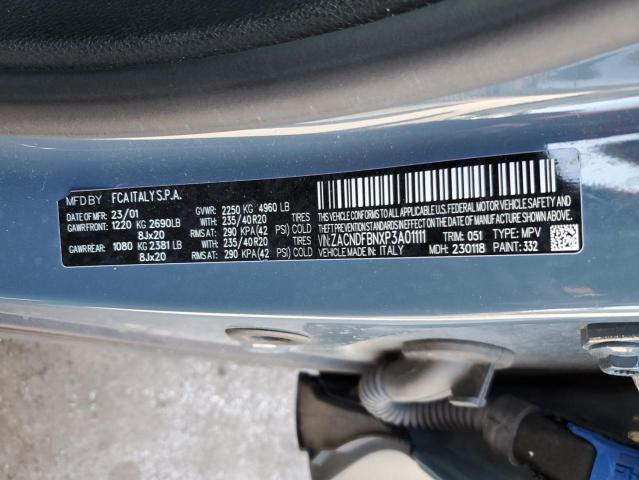 MFD BY FCA ITALY S.P.A.
DATE OF MFR: 23/01 GVWR: 2250 KG 4960 LB
GAWR FRONT: 1220 KG 2690LB WITH: 235/40R20 TIRES
8Jx20 RIMS AT: 290 KPA(42 PSI) COLD
GAWR REAR: 1080 KG 2381 LB WITH: 235/40R20 TIRES
8Jx20 RIMS AT: 290 KPA(42 PSI) COLD
THIS VEHICLE CONFORMS TO ALL APPLICABLE U.S. FEDERAL MOTOR VEHICLE SAFETY, BUMPER, AND
THEFT PREVENTION STANDARDS IN EFFECT ON THE DATE OF MANUFACTURE SHOWN ABOVE.
VIN: ZACNDFBNXP3A01111 TRIM: 051 TYPE: MPV
VEHICLE MADE IN: ITALY MDH: 230118 PAINT: 332